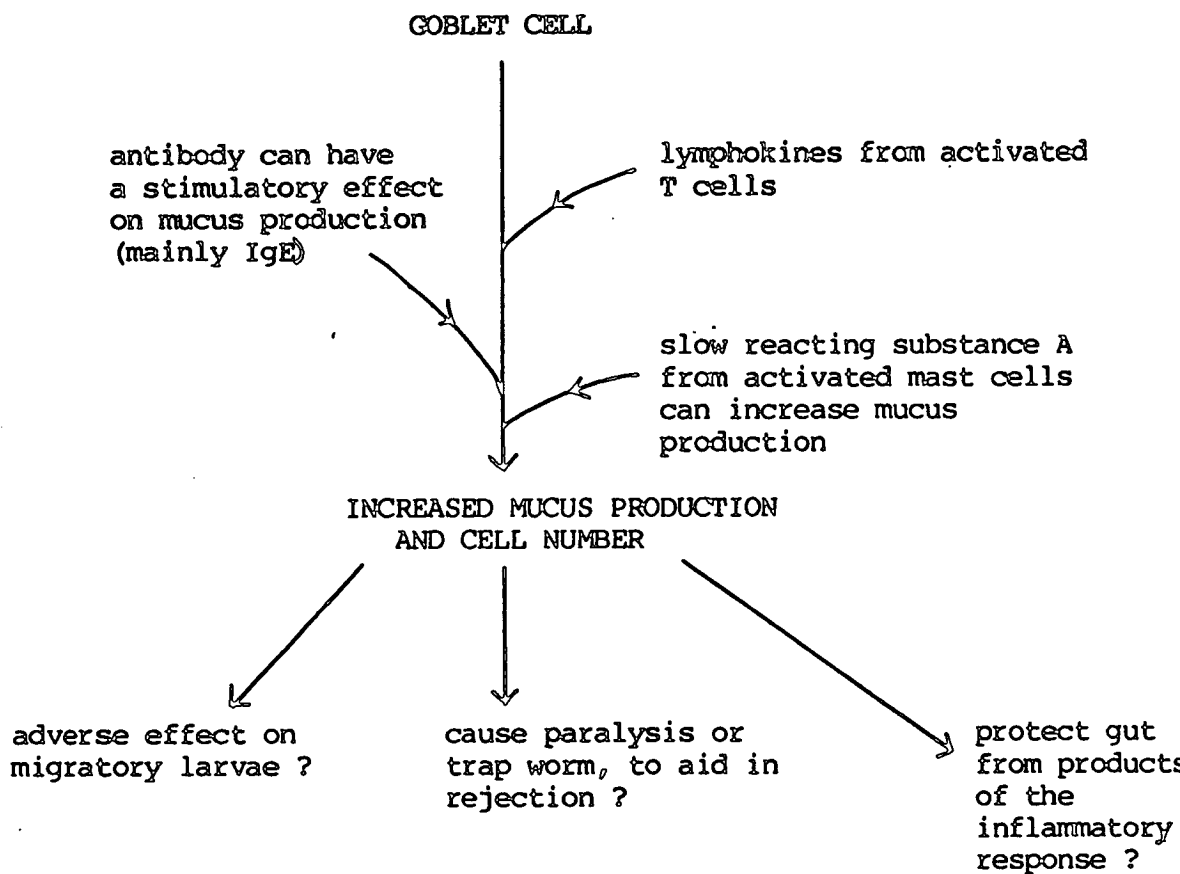 GOBLET CELL
antibody can have
a stimulatory effect
on mucus production
(mainly IgE)
lymphokines from activated
T cells
slow reacting substance A
from activated mast cells
can increase mucus
production
INCREASED MUCUS PRODUCTION
AND CELL NUMBER
adverse effect on
migratory larvae ?
cause paralysis or
trap worm, to aid in
rejection ?
protect gut
from products
of the
inflammatory
response ?